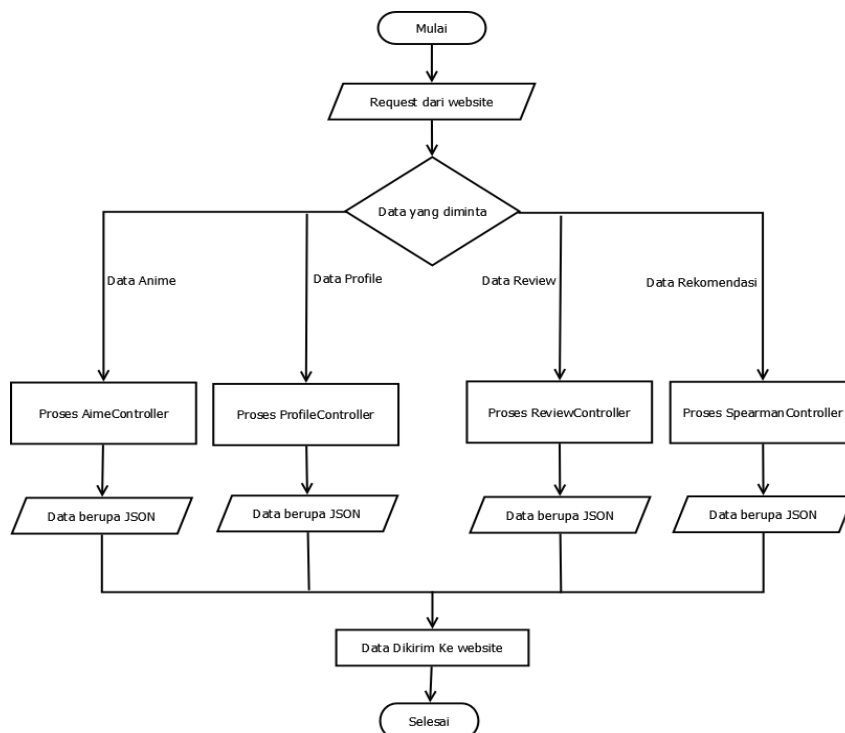 Mulai
Request dari website
Data yang diminta
Data Anime
Data Profile
Data Review
Data Rekomendasi
Proses AimeController
Proses ProfileController
Proses ReviewController
Proses SpearmanController
Data berupa JSON
Data berupa JSON
Data berupa JSON
Data berupa JSON
Data Dikirim Ke website
Selesai